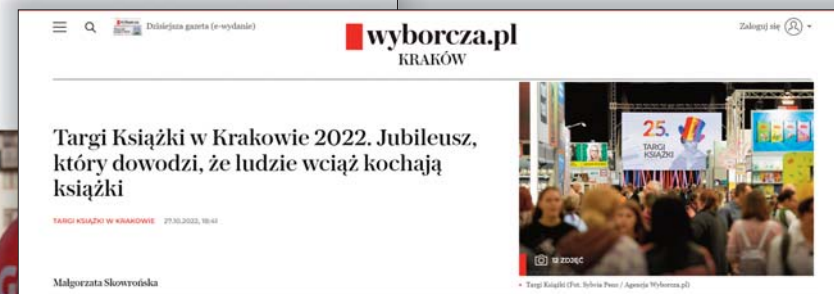 Dzisiejsza gazeta (e-wydanie)
wyborcza.pl
KRAKÓW
Zaloguj się
Targi Książki w Krakowie 2022. Jubileusz,
który dowodzi, że ludzie wciąż kochają
książki
TARGI KSIĄŻKI W KRAKOWIE 27.10.2022, 18:41
Małgorzata Skowrońska
25.
TARGI
KSIĄŻKI
12 ZDJĘĆ
Targi Książki (Fot. Sylwia Penc / Agencja Wyborcza.pl)